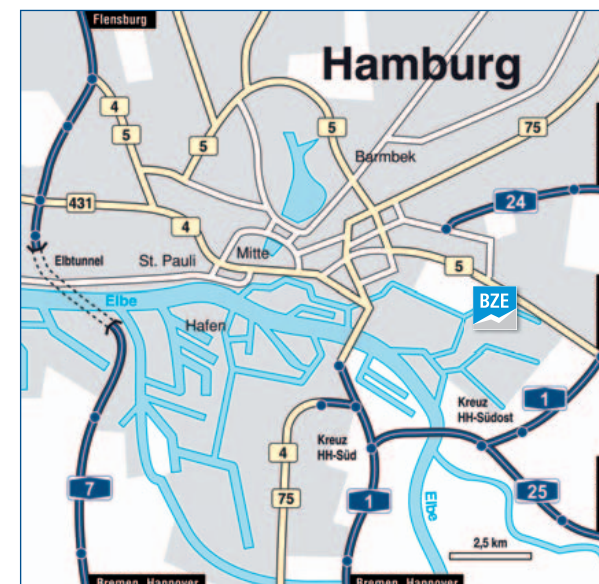 Flensburg
Hamburg
4
5
5
5
75
Barmbek
431
24
4
Elbtunnel
St. Pauli
Mitte
5
BZE
Elbe
Hafen
1
Kreuz
HH-Südost
Kreuz
HH-Süd
4
7
75
1
25
Elbe
2,5 km
Bremen, Hannover
Bremen, Hannover